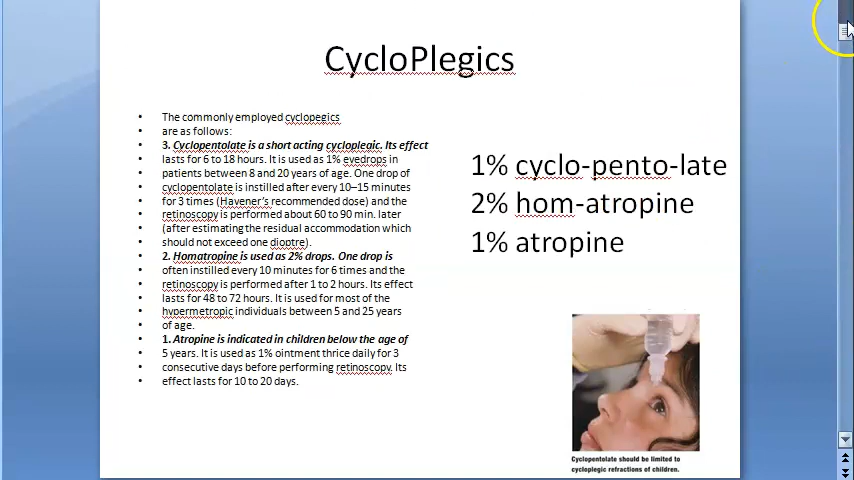 CycloPlegics
The commonly employed cyclopegics
are as follows:
3. Cyclopentolate is a short acting cycloplegic. Its effect
lasts for 6 to 18 hours. It is used as 1% eyedrops in
patients between 8 and 20 years of age. One drop of
cyclopentolate is instilled after every 10–15 minutes
for 3 times (Havener's recommended dose) and the
retinoscopy is performed about 60 to 90 min. later
(after estimating the residual accommodation which
should not exceed one dioptre).
2. Homatropine is used as 2% drops. One drop is
often instilled every 10 minutes for 6 times and the
retinoscopy is performed after 1 to 2 hours. Its effect
lasts for 48 to 72 hours. It is used for most of the
hypermetropic individuals between 5 and 25 years
of age.
1. Atropine is indicated in children below the age of
5 years. It is used as 1% ointment thrice daily for 3
consecutive days before performing retinoscopy. Its
effect lasts for 10 to 20 days.
1% cyclo-pento-late
2% hom-atropine
1% atropine
Cyclopentolate should be limited to
cycloplegic refractions of children.